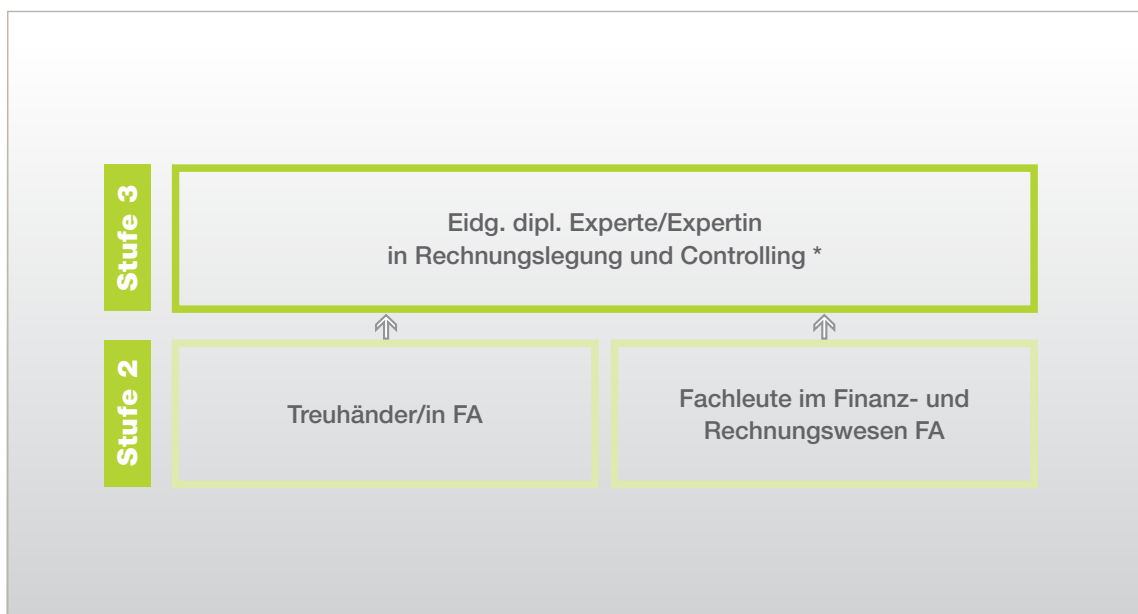 Stufe 3
Eidg. dipl. Experte/Expertin
in Rechnungslegung und Controlling *
Stufe 2
Treuhänder/in FA
Fachleute im Finanz- und
Rechnungswesen FA